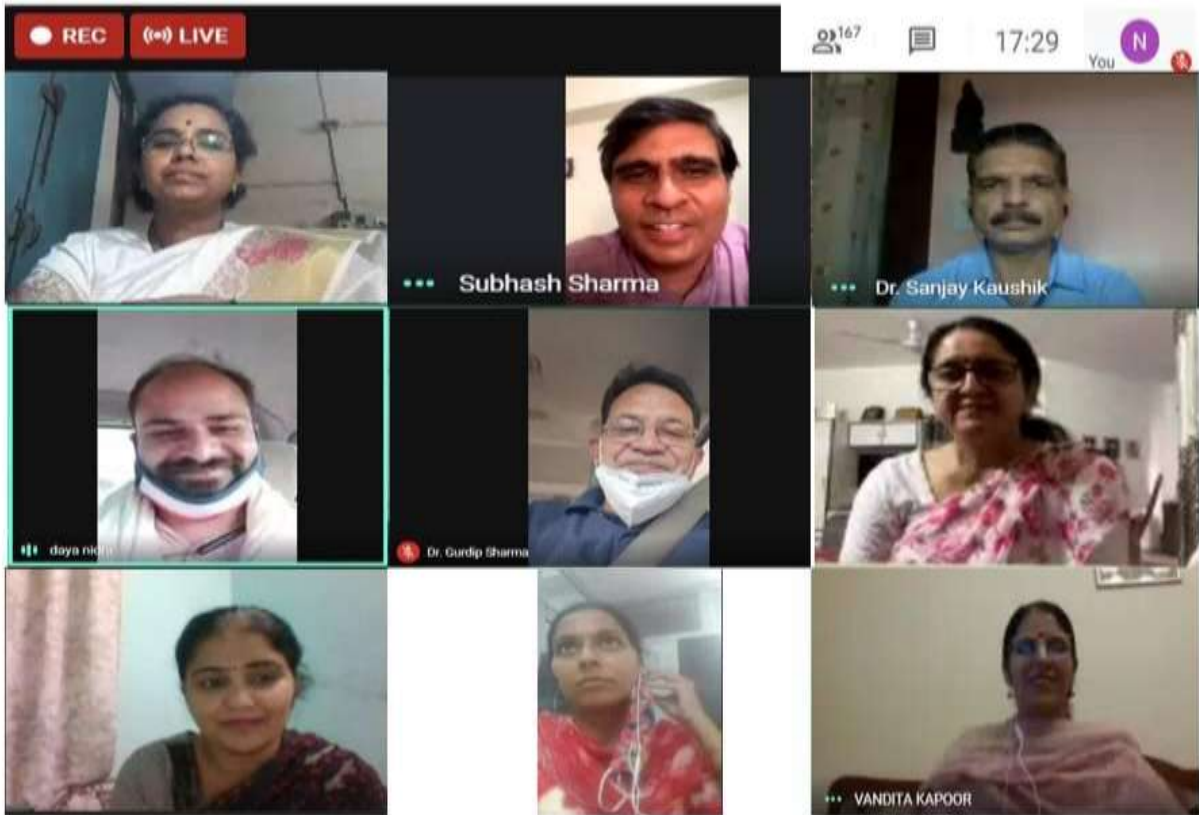 REC
LIVE
167
17:29
You
N
Subhash Sharma
Dr. Sanjay Kaushik
daya nidhi
Dr. Gurdip Sharma
VANDITA KAPOOR